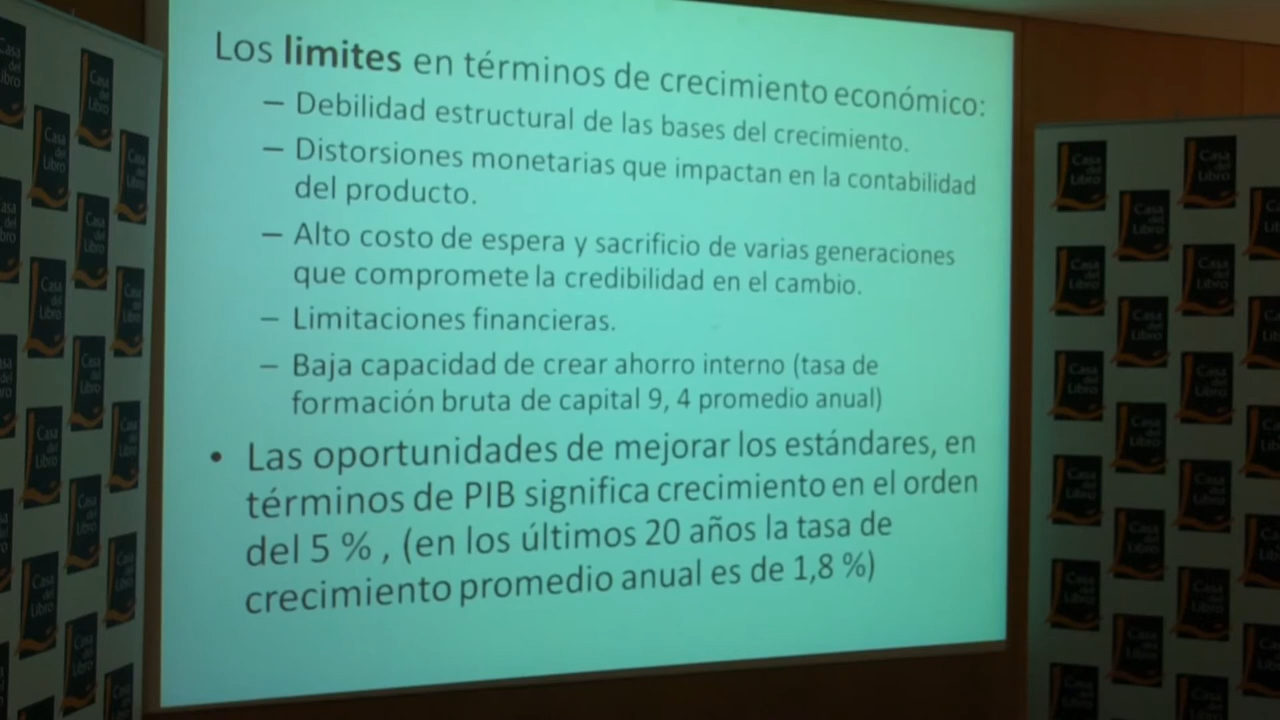 Los limites en términos de crecimiento económico:
– Debilidad estructural de las bases del crecimiento.
– Distorsiones monetarias que impactan en la contabilidad
del producto.
– Alto costo de espera y sacrificio de varias generaciones
que compromete la credibilidad en el cambio.
– Limitaciones financieras.
– Baja capacidad de crear ahorro interno (tasa de
formación bruta de capital 9, 4 promedio anual)
• Las oportunidades de mejorar los estándares, en
términos de PIB significa crecimiento en el orden
del 5 % , (en los últimos 20 años la tasa de
crecimiento promedio anual es de 1,8 %)
Casa
del
Libro